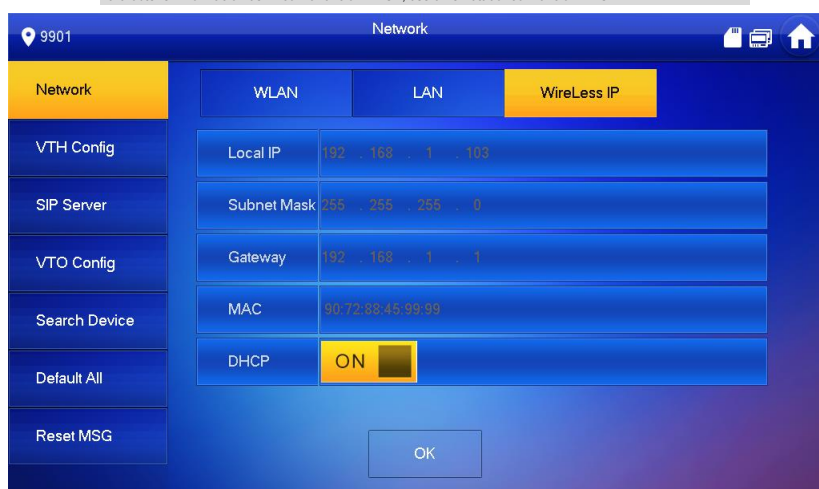 9901
Network
Network
WLAN
LAN
WireLess IP
VTH Config
Local IP 192 . 168 . 1 . 103
SIP Server
Subnet Mask 255 . 255 . 255 . 0
VTO Config
Gateway 192 . 168 . 1 . 1
Search Device
MAC 90:72:88:45:99:99
DHCP ON
Default All
Reset MSG
OK